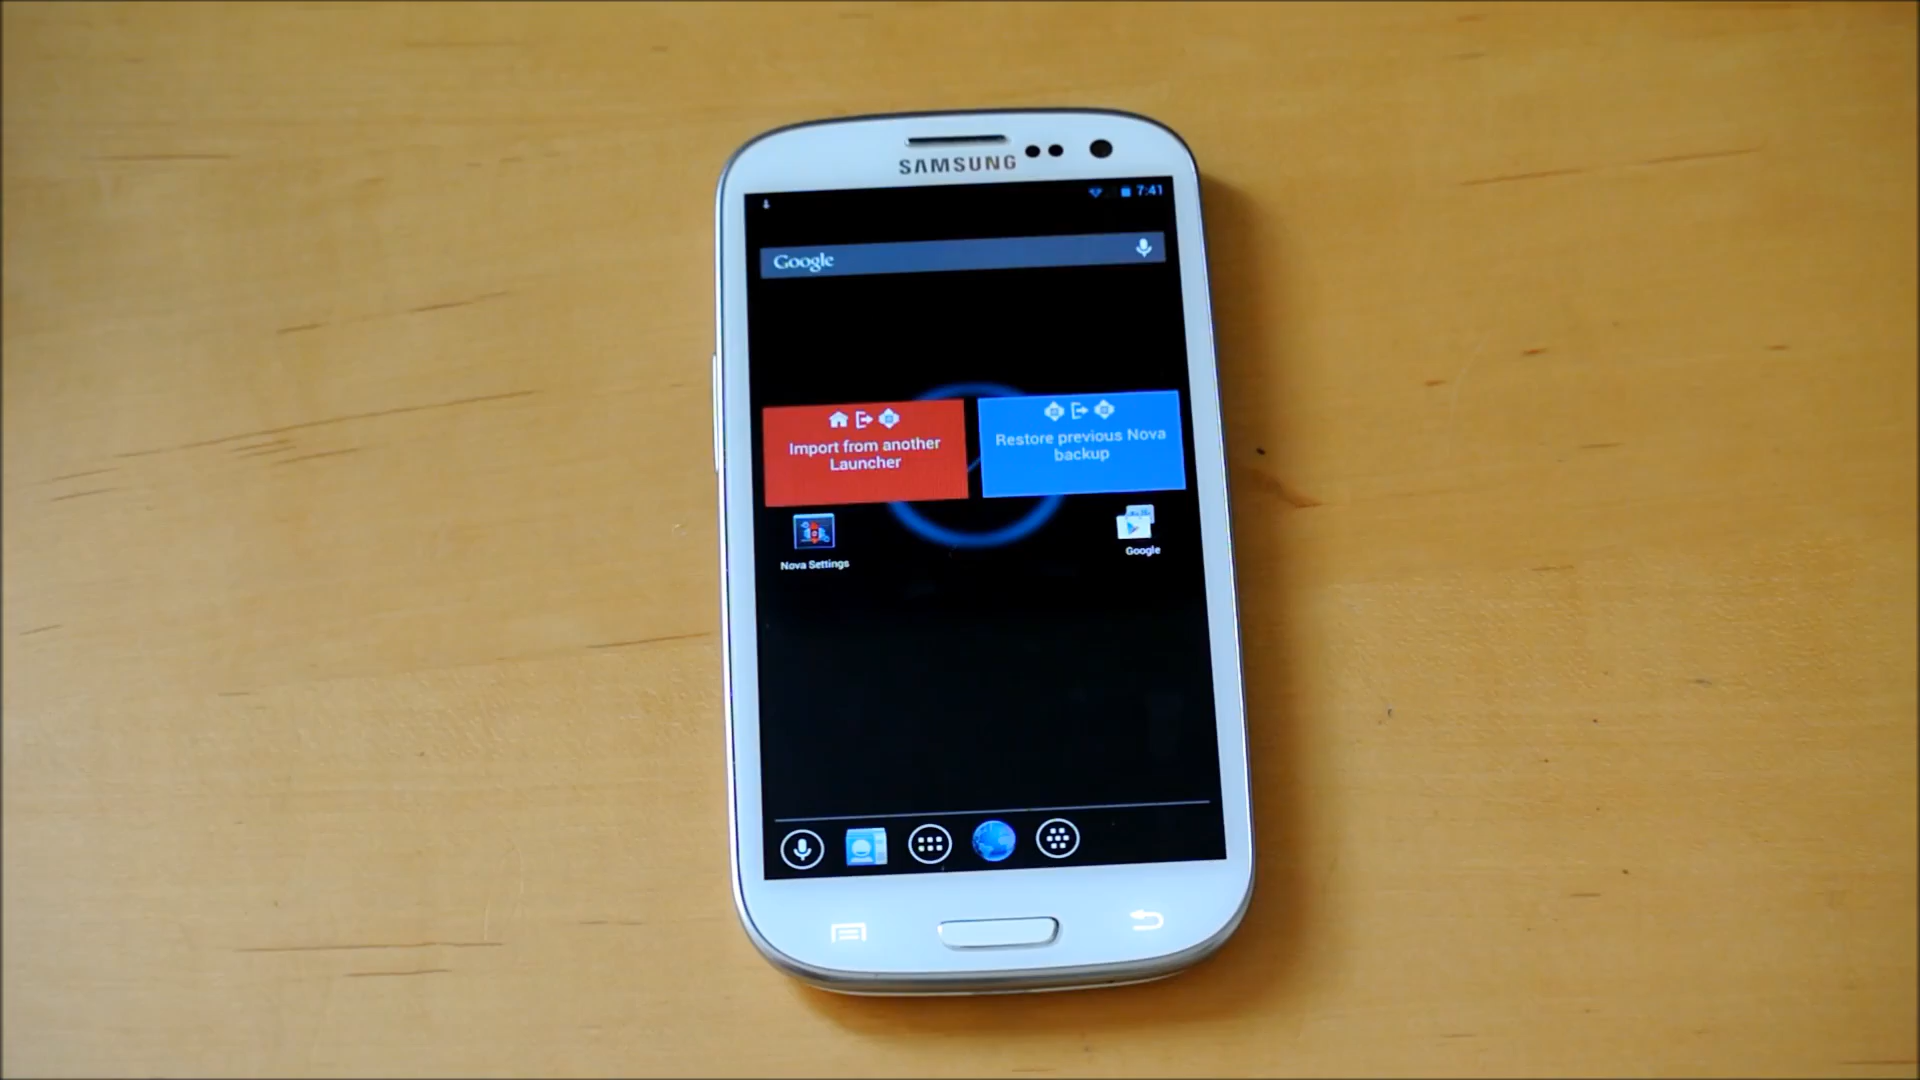 SAMSUNG
7:41
Google
Import from another
Launcher
Restore previous Nova
backup
Nova Settings
Google